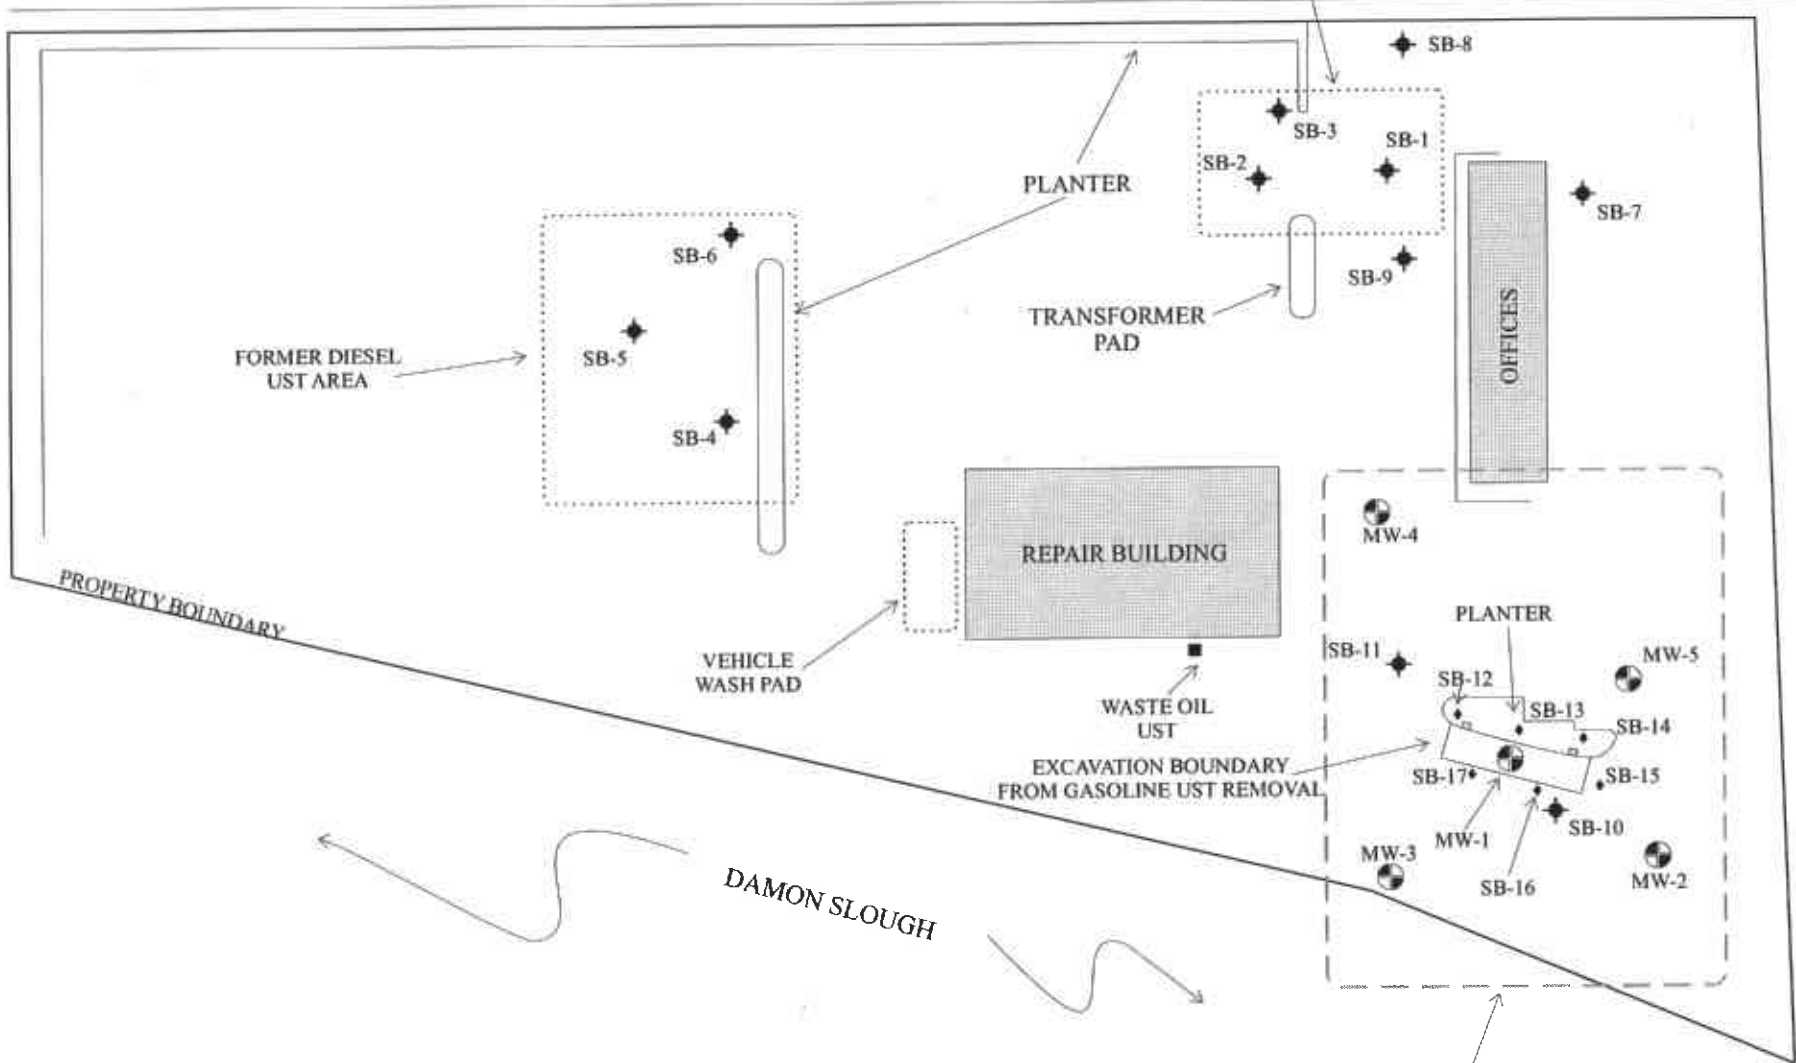 SB-8
SB-3
SB-1
SB-2
PLANTER
SB-7
SB-6
SB-9
OFFICES
TRANSFORMER
PAD
FORMER DIESEL
UST AREA
SB-5
SB-4
MW-4
REPAIR BUILDING
PROPERTY BOUNDARY
PLANTER
VEHICLE
WASH PAD
SB-11
MW-5
SB-12
WASTE OIL
UST
SB-13
SB-14
EXCAVATION BOUNDARY
FROM GASOLINE UST REMOVAL
SB-17
SB-15
SB-10
MW-1
MW-3
SB-16
MW-2
DAMON SLOUGH